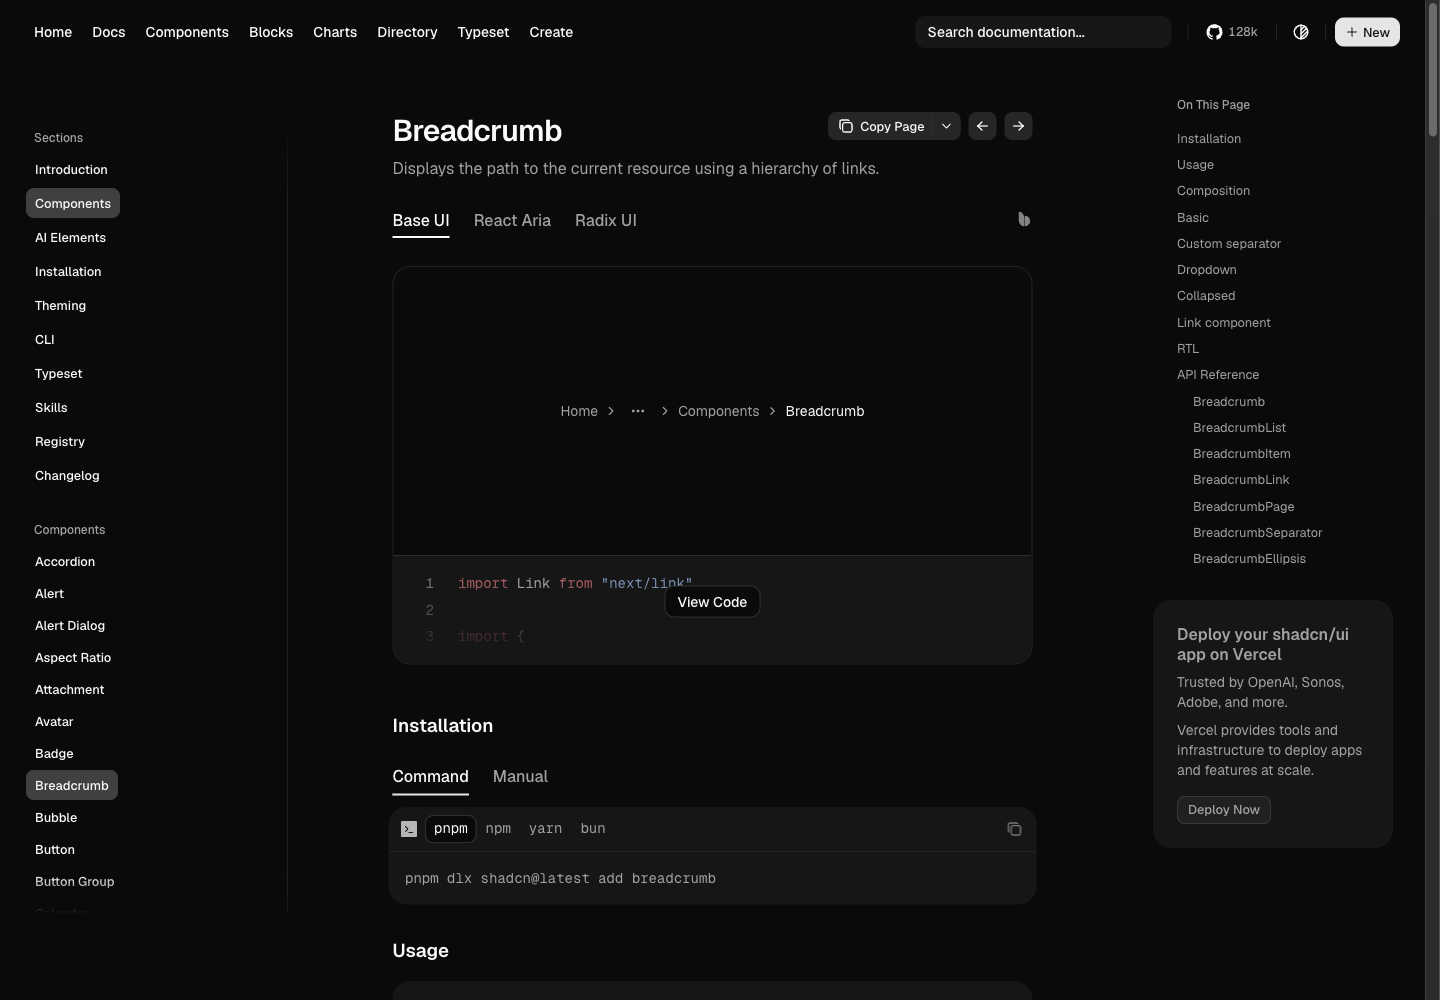 Home Docs Components Blocks Charts Directory Typeset Create
Search documentation...
128k
New
Sections
Introduction
Components
AI Elements
Installation
Theming
CLI
Typeset
Skills
Registry
Changelog
Components
Accordion
Alert
Alert Dialog
Aspect Ratio
Attachment
Avatar
Badge
Breadcrumb
Bubble
Button
Button Group
Calendar
Breadcrumb
Copy Page
Displays the path to the current resource using a hierarchy of links.
Base UI React Aria Radix UI
Home Components Breadcrumb
1 import Link from "next/link"
2
3 import {
View Code
Installation
Command Manual
pnpm npm yarn bun
pnpm dlx shadcn@latest add breadcrumb
Usage
On This Page
Installation
Usage
Composition
Basic
Custom separator
Dropdown
Collapsed
Link component
RTL
API Reference
Breadcrumb
BreadcrumbList
BreadcrumbItem
BreadcrumbLink
BreadcrumbPage
BreadcrumbSeparator
BreadcrumbEllipsis
Deploy your shadcn/ui
app on Vercel
Trusted by OpenAI, Sonos,
Adobe, and more.
Vercel provides tools and
infrastructure to deploy apps
and features at scale.
Deploy Now